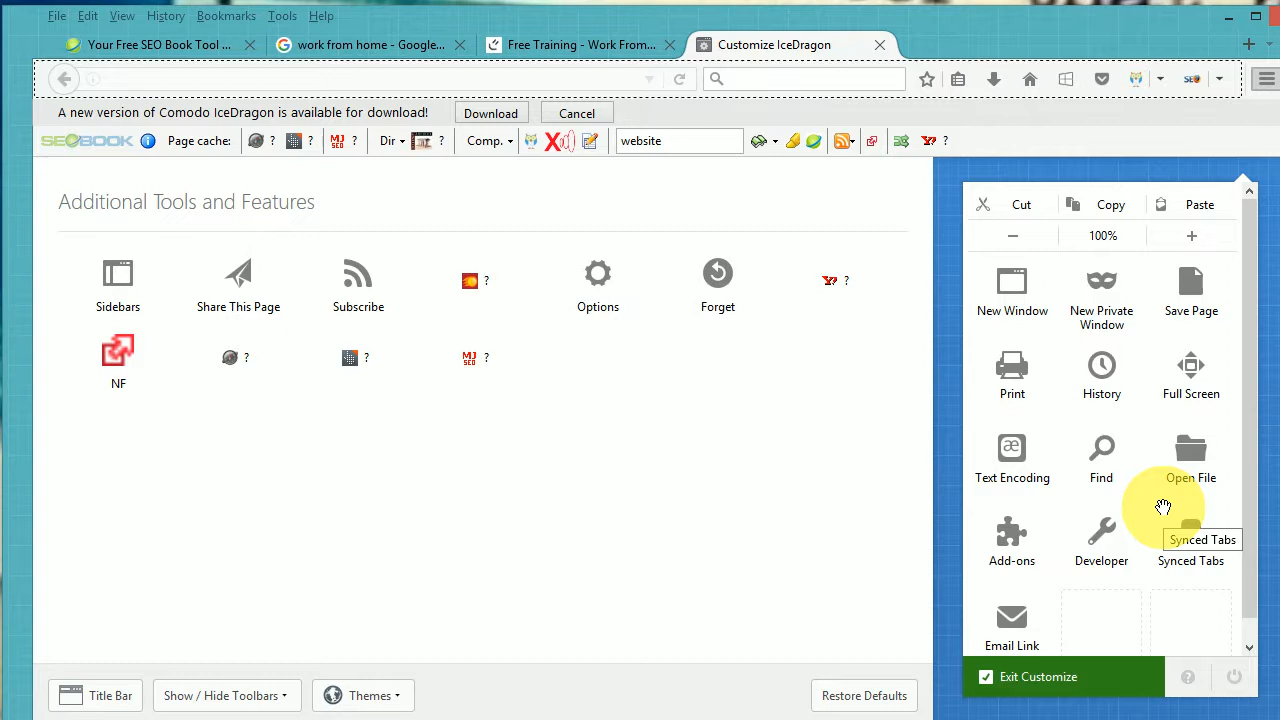 File Edit View History Bookmarks Tools Help
Your Free SEO Book Tool ... work from home - Google... Free Training - Work From... Customize IceDragon
A new version of Comodo IceDragon is available for download! Download Cancel
SEOBOOK Page cache: ? ? MJ SEO ? Dir ? Comp. X() website ?
Additional Tools and Features
Cut Copy Paste
100%
Sidebars Share This Page Subscribe ? Options Forget ?
New Window New Private Window Save Page
NF ? ? MJ SEO ?
Print History Full Screen
æ
Text Encoding Find Open File
Synced Tabs
Add-ons Developer Synced Tabs
Email Link
Title Bar Show / Hide Toolbars Themes Restore Defaults
Exit Customize ?